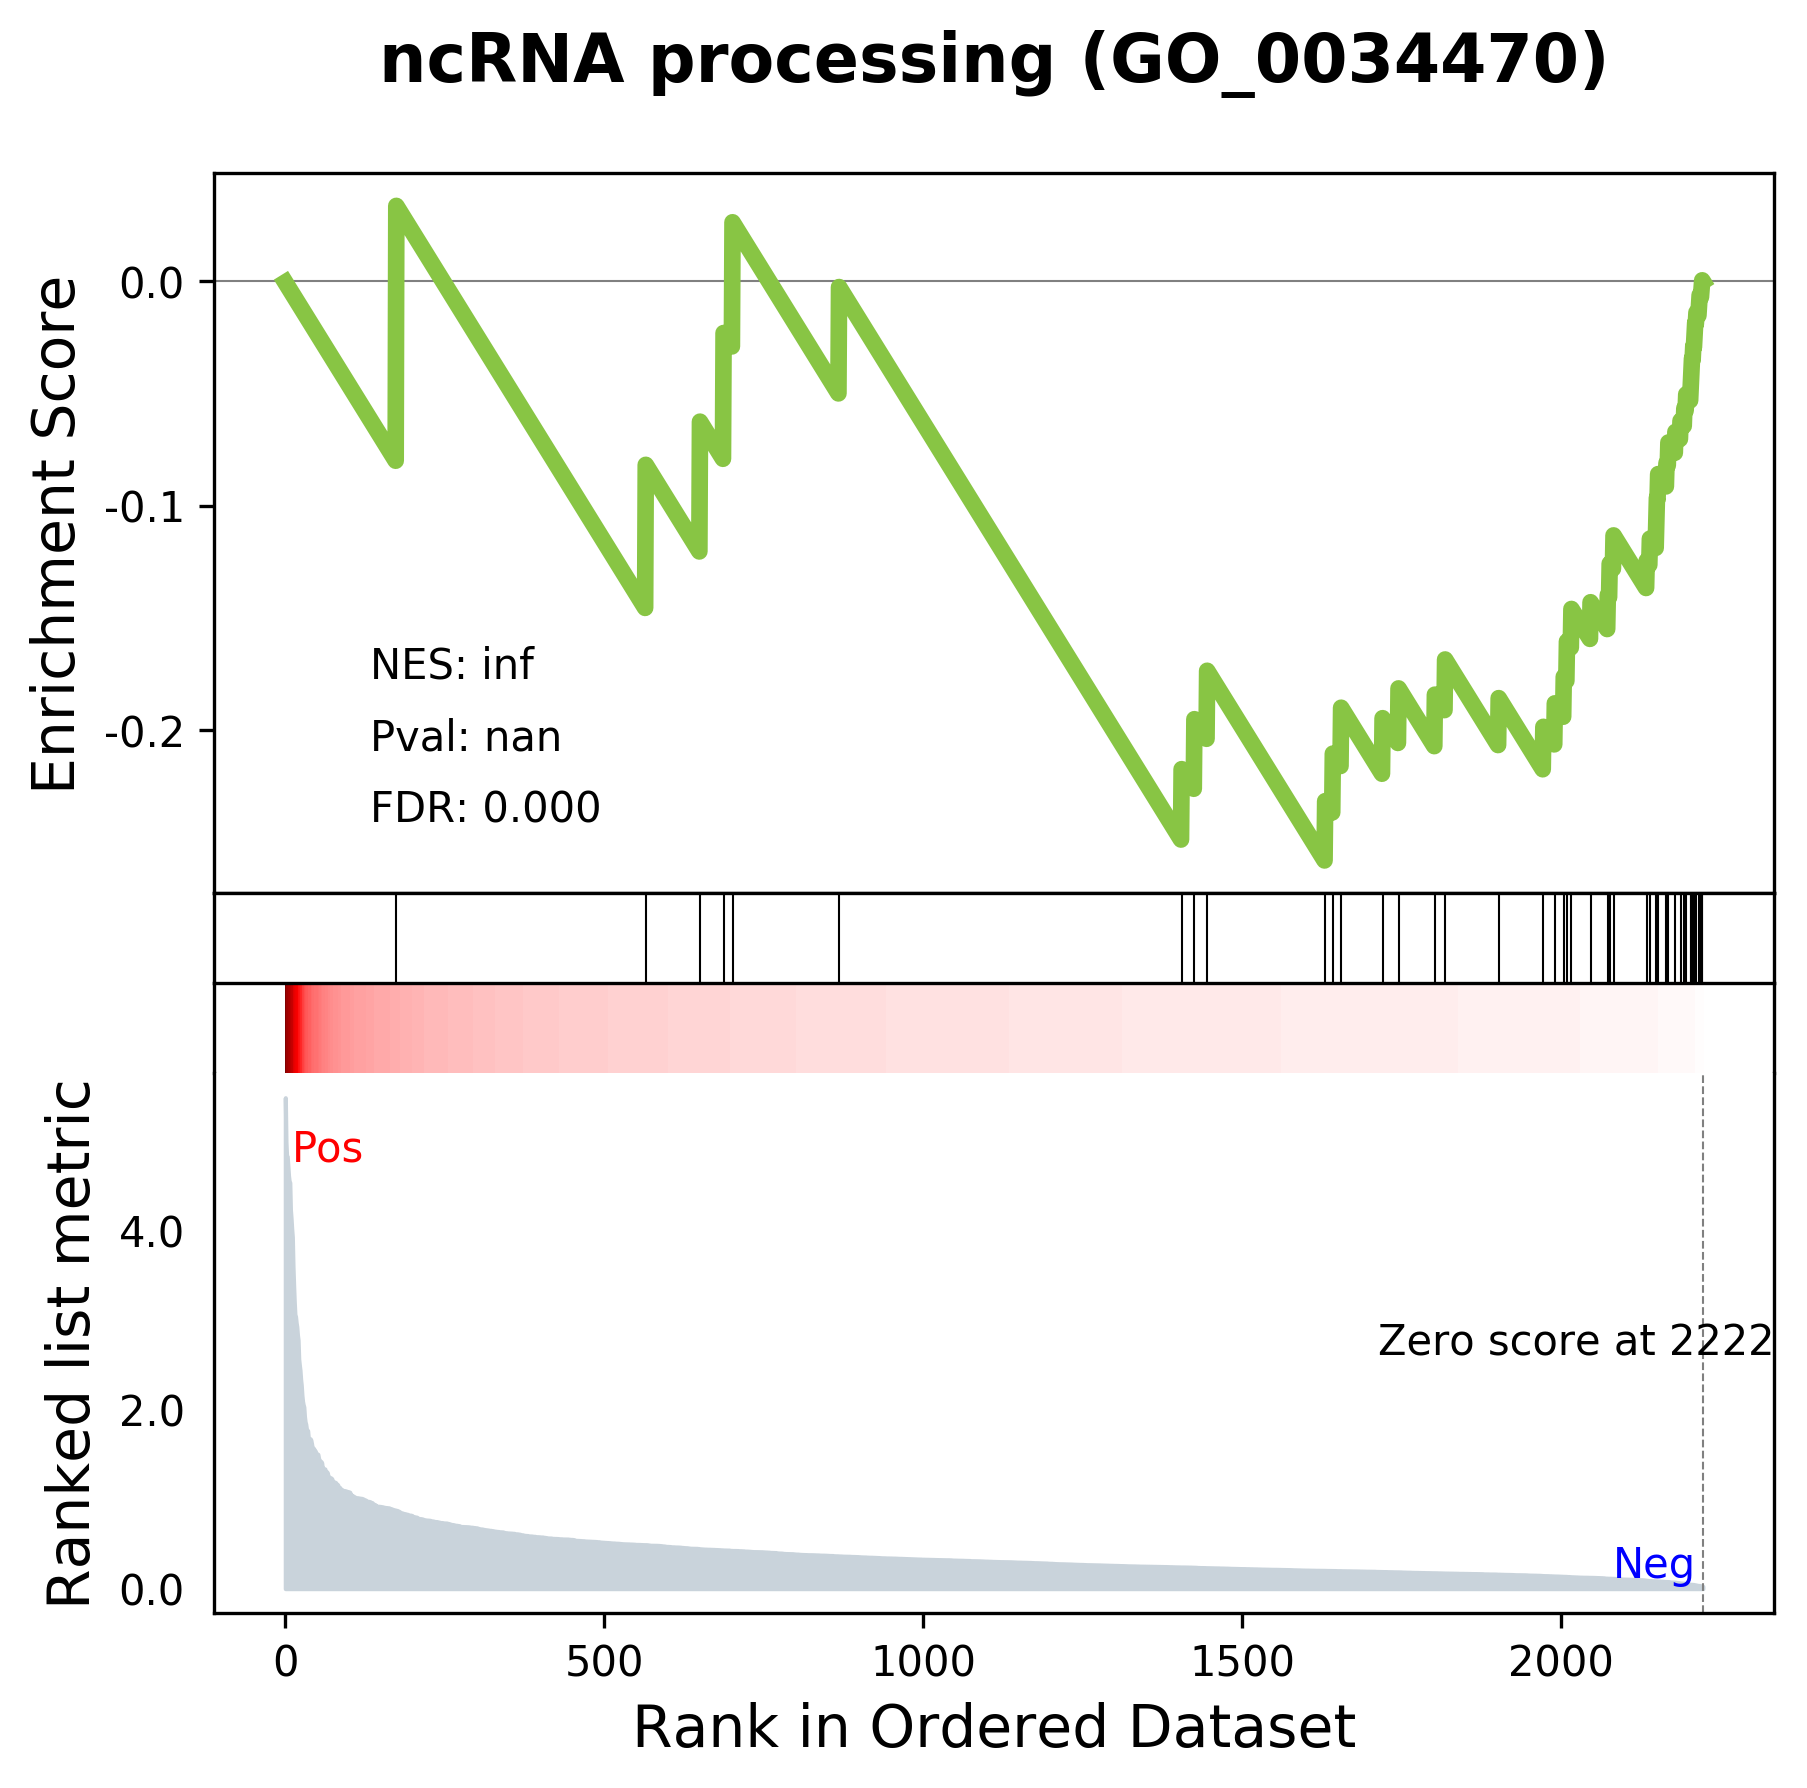 ncRNA processing (GO_0034470)
Enrichment Score
0.0
-0.1
-0.2
NES: inf
Pval: nan
FDR: 0.000
Ranked list metric
Pos
4.0
Zero score at 2222
2.0
Neg
0.0
0 500 1000 1500 2000
Rank in Ordered Dataset